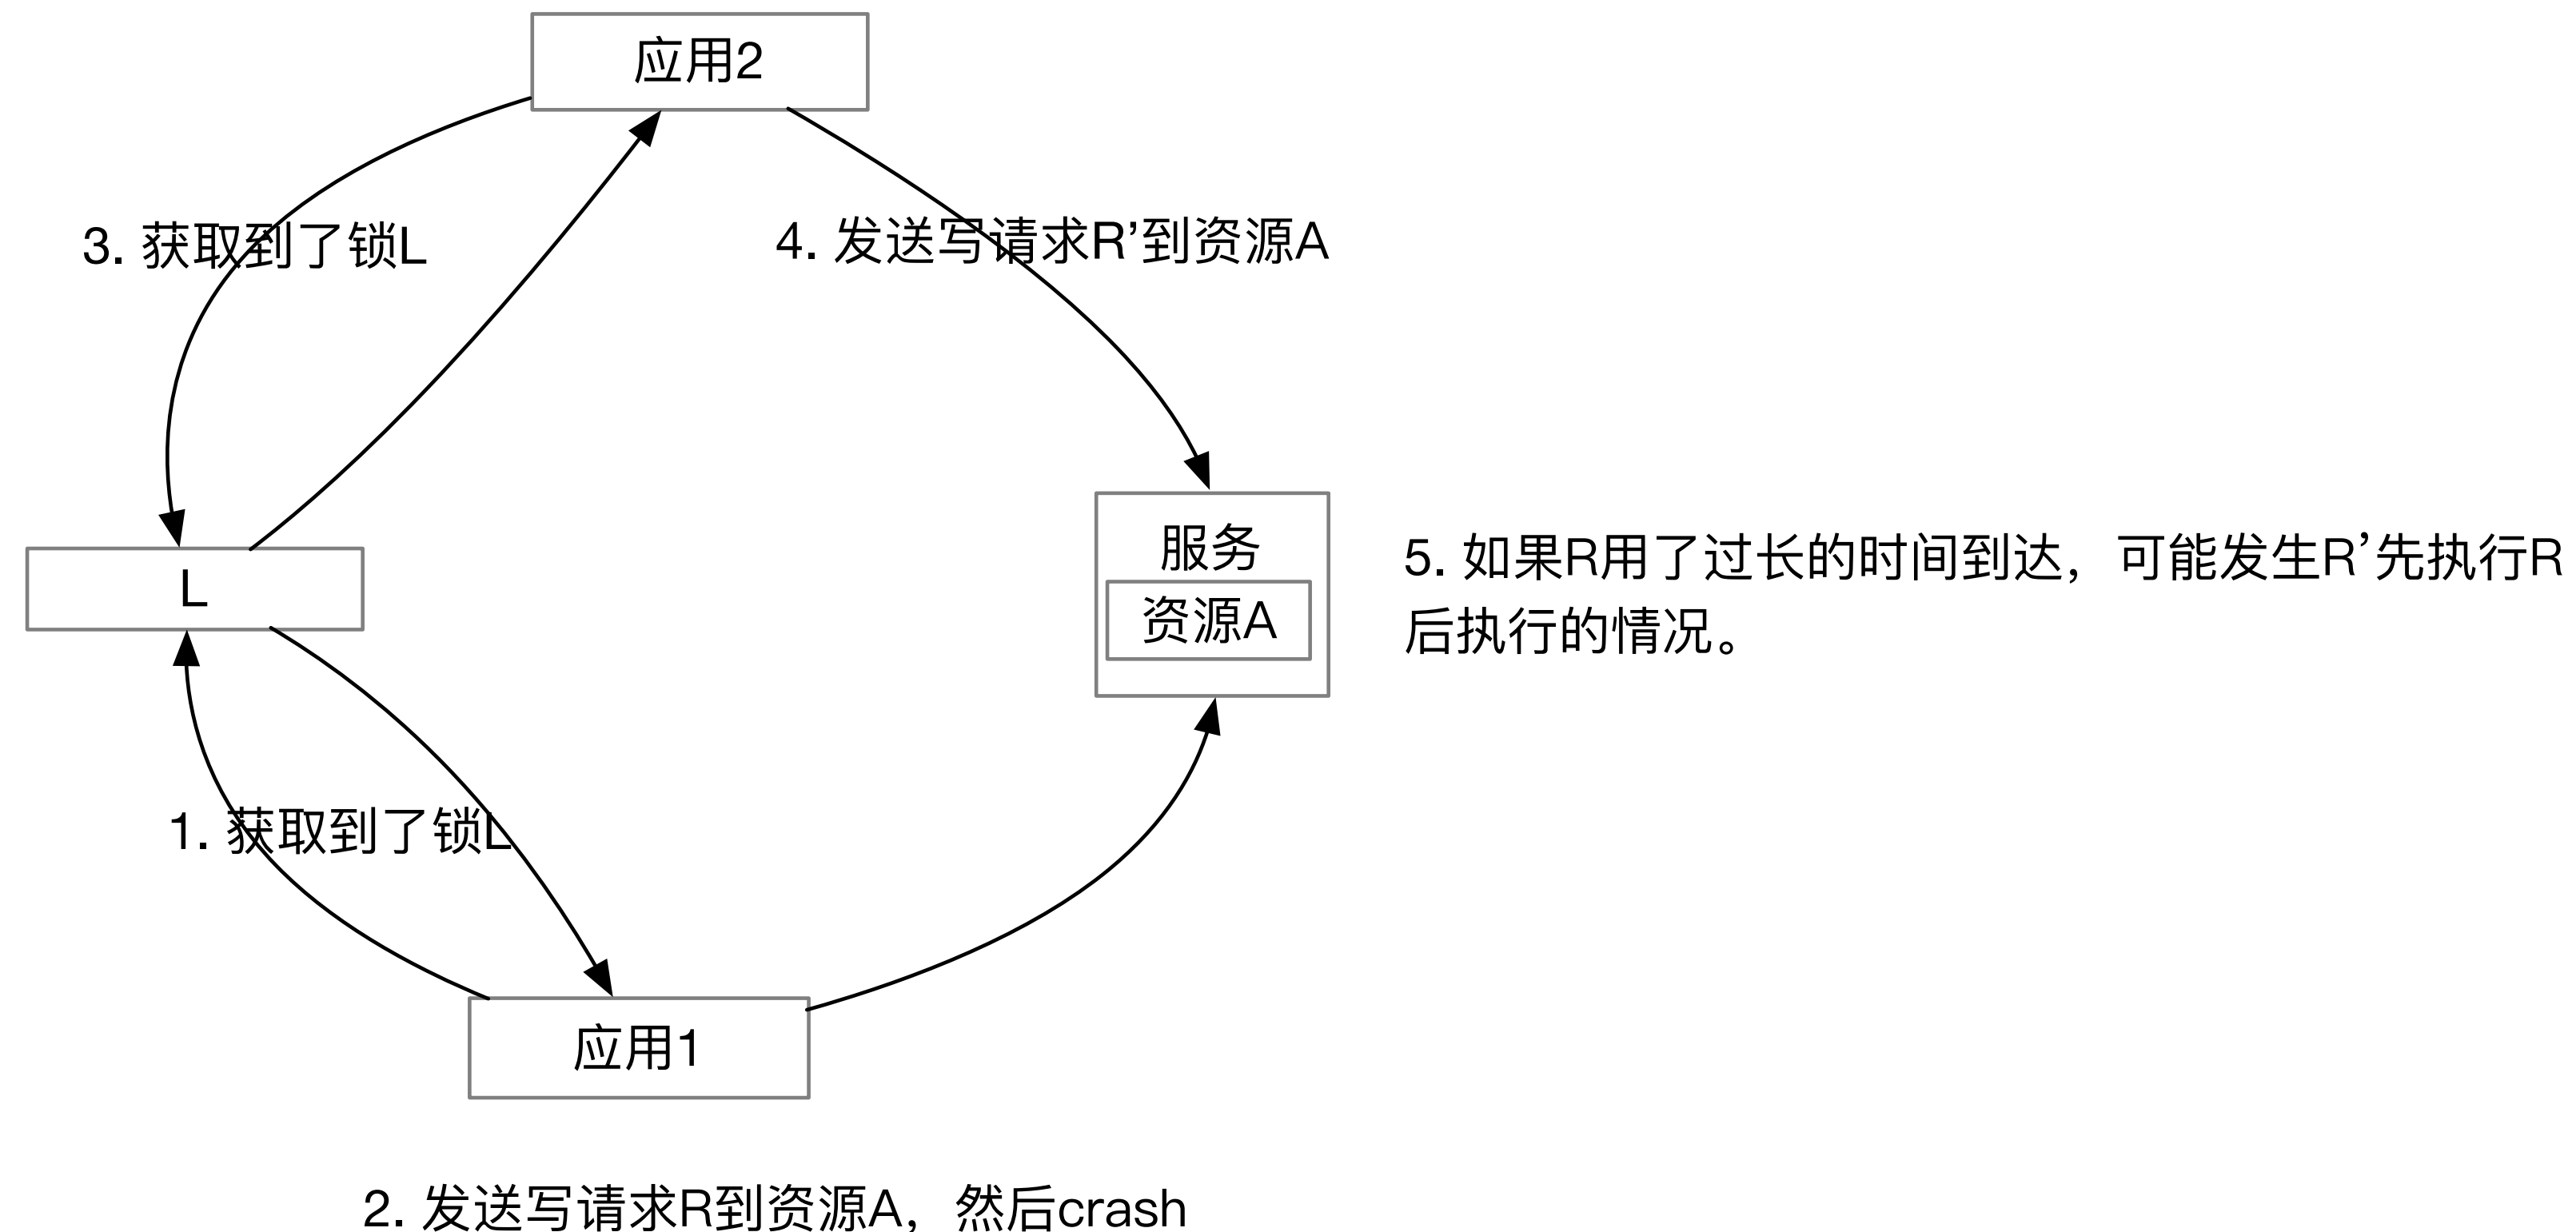 应用2
3. 获取到了锁L
4. 发送写请求R’到资源A
L
服务
资源A
5. 如果R用了过长的时间到达，可能发生R’先执行R
后执行的情况。
1. 获取到了锁L
应用1
2. 发送写请求R到资源A，然后crash